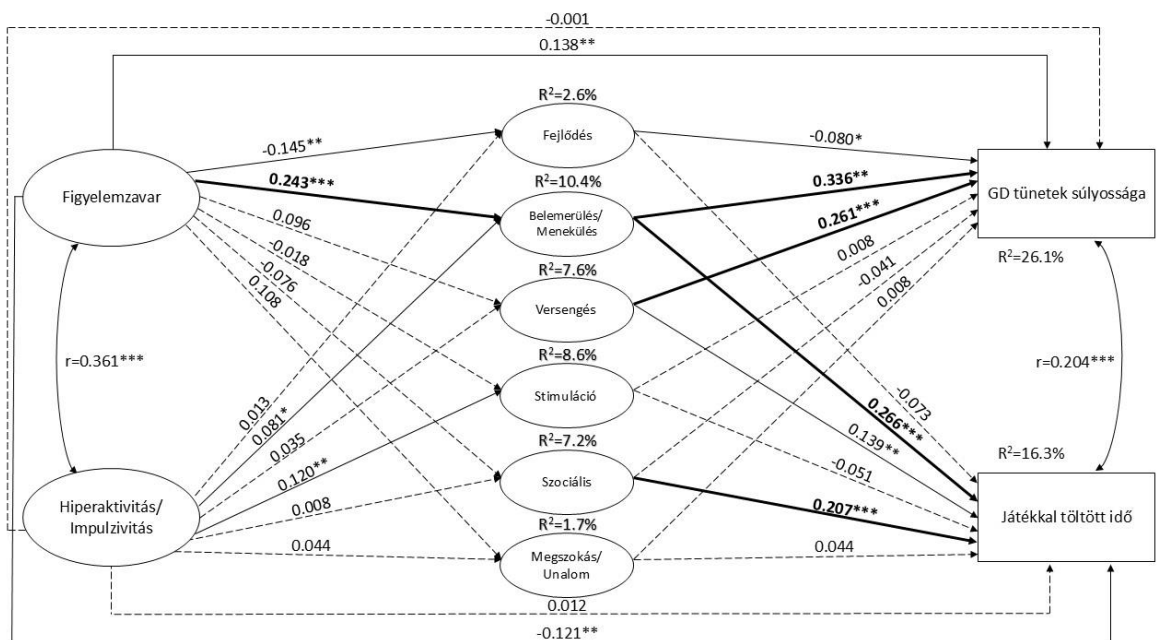 -0.001
0.138**
R²=2.6%
Fejlődés
-0.145**
-0.080*
Figyelemzavar
0.243***
R²=10.4%
Belemerülés/
Menekülés
0.336**
GD tünetek súlyossága
0.261***
0.096
R²=7.6%
Versengés
-0.018
-0.076
0.108
0.008
-0.041
0.008
R²=26.1%
r=0.361***
R²=8.6%
Stimuláció
r=0.204***
0.013
0.081*
0.035
0.120**
0.008
-0.073
0.266***
0.139**
-0.051
R²=7.2%
Szociális
0.207***
R²=16.3%
Hiperaktivitás/
Impulzivitás
Játékkal töltött idő
R²=1.7%
Megszokás/
Unalom
0.044
0.044
0.012
-0.121**